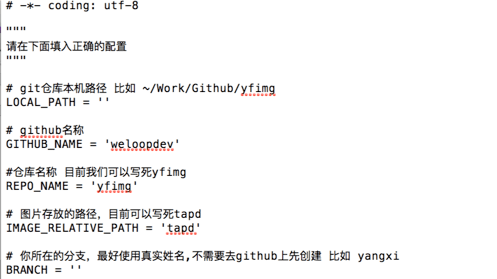 # -*- coding: utf-8
"""
请在下面填入正确的配置
"""
# git仓库本机路径 比如 ~/Work/Github/yfimg
LOCAL_PATH = ''
# github名称
GITHUB_NAME = 'weloopdev'
#仓库名称 目前我们可以写死yfimg
REPO_NAME = 'yfimg'
# 图片存放的路径，目前可以写死tapd
IMAGE_RELATIVE_PATH = 'tapd'
# 你所在的分支，最好使用真实姓名,不需要去github上先创建 比如 yangxi
BRANCH = ''